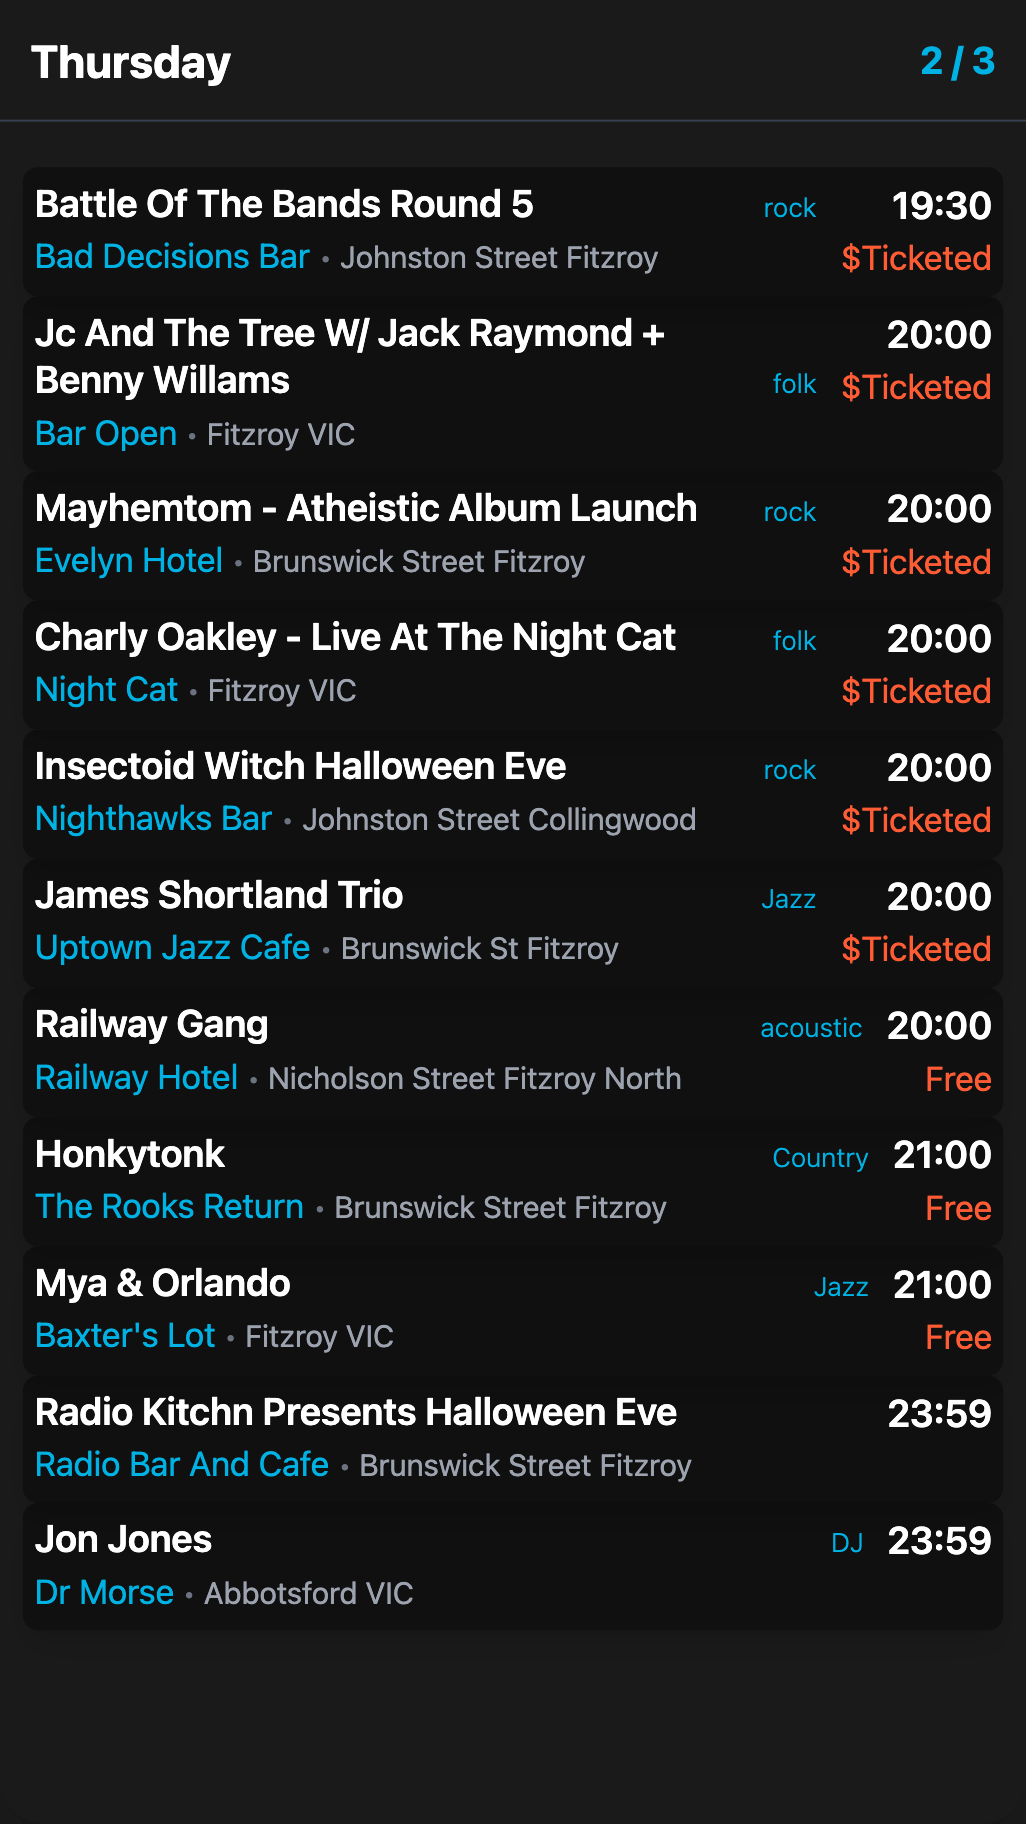 Thursday 2 / 3
Battle Of The Bands Round 5 rock 19:30
Bad Decisions Bar • Johnston Street Fitzroy $Ticketed
Jc And The Tree W/ Jack Raymond + 20:00
Benny Willams folk $Ticketed
Bar Open • Fitzroy VIC
Mayhemtom - Atheistic Album Launch rock 20:00
Evelyn Hotel • Brunswick Street Fitzroy $Ticketed
Charly Oakley - Live At The Night Cat folk 20:00
Night Cat • Fitzroy VIC $Ticketed
Insectoid Witch Halloween Eve rock 20:00
Nighthawks Bar • Johnston Street Collingwood $Ticketed
James Shortland Trio Jazz 20:00
Uptown Jazz Cafe • Brunswick St Fitzroy $Ticketed
Railway Gang acoustic 20:00
Railway Hotel • Nicholson Street Fitzroy North Free
Honkytonk Country 21:00
The Rooks Return • Brunswick Street Fitzroy Free
Mya & Orlando Jazz 21:00
Baxter's Lot • Fitzroy VIC Free
Radio Kitchn Presents Halloween Eve 23:59
Radio Bar And Cafe • Brunswick Street Fitzroy
Jon Jones DJ 23:59
Dr Morse • Abbotsford VIC